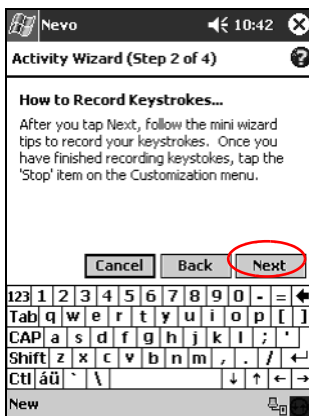 Nevo 10:42
Activity Wizard (Step 2 of 4)
How to Record Keystrokes...
After you tap Next, follow the mini wizard
tips to record your keystrokes. Once you
have finished recording keystokes, tap the
'Stop' item on the Customization menu.
Cancel Back Next
123 1 2 3 4 5 6 7 8 9 0 - =
Tab q w e r t y u i o p [ ]
CAP a s d f g h j k l ; '
Shift z x c v b n m , . /
Ctl áü ` \
New